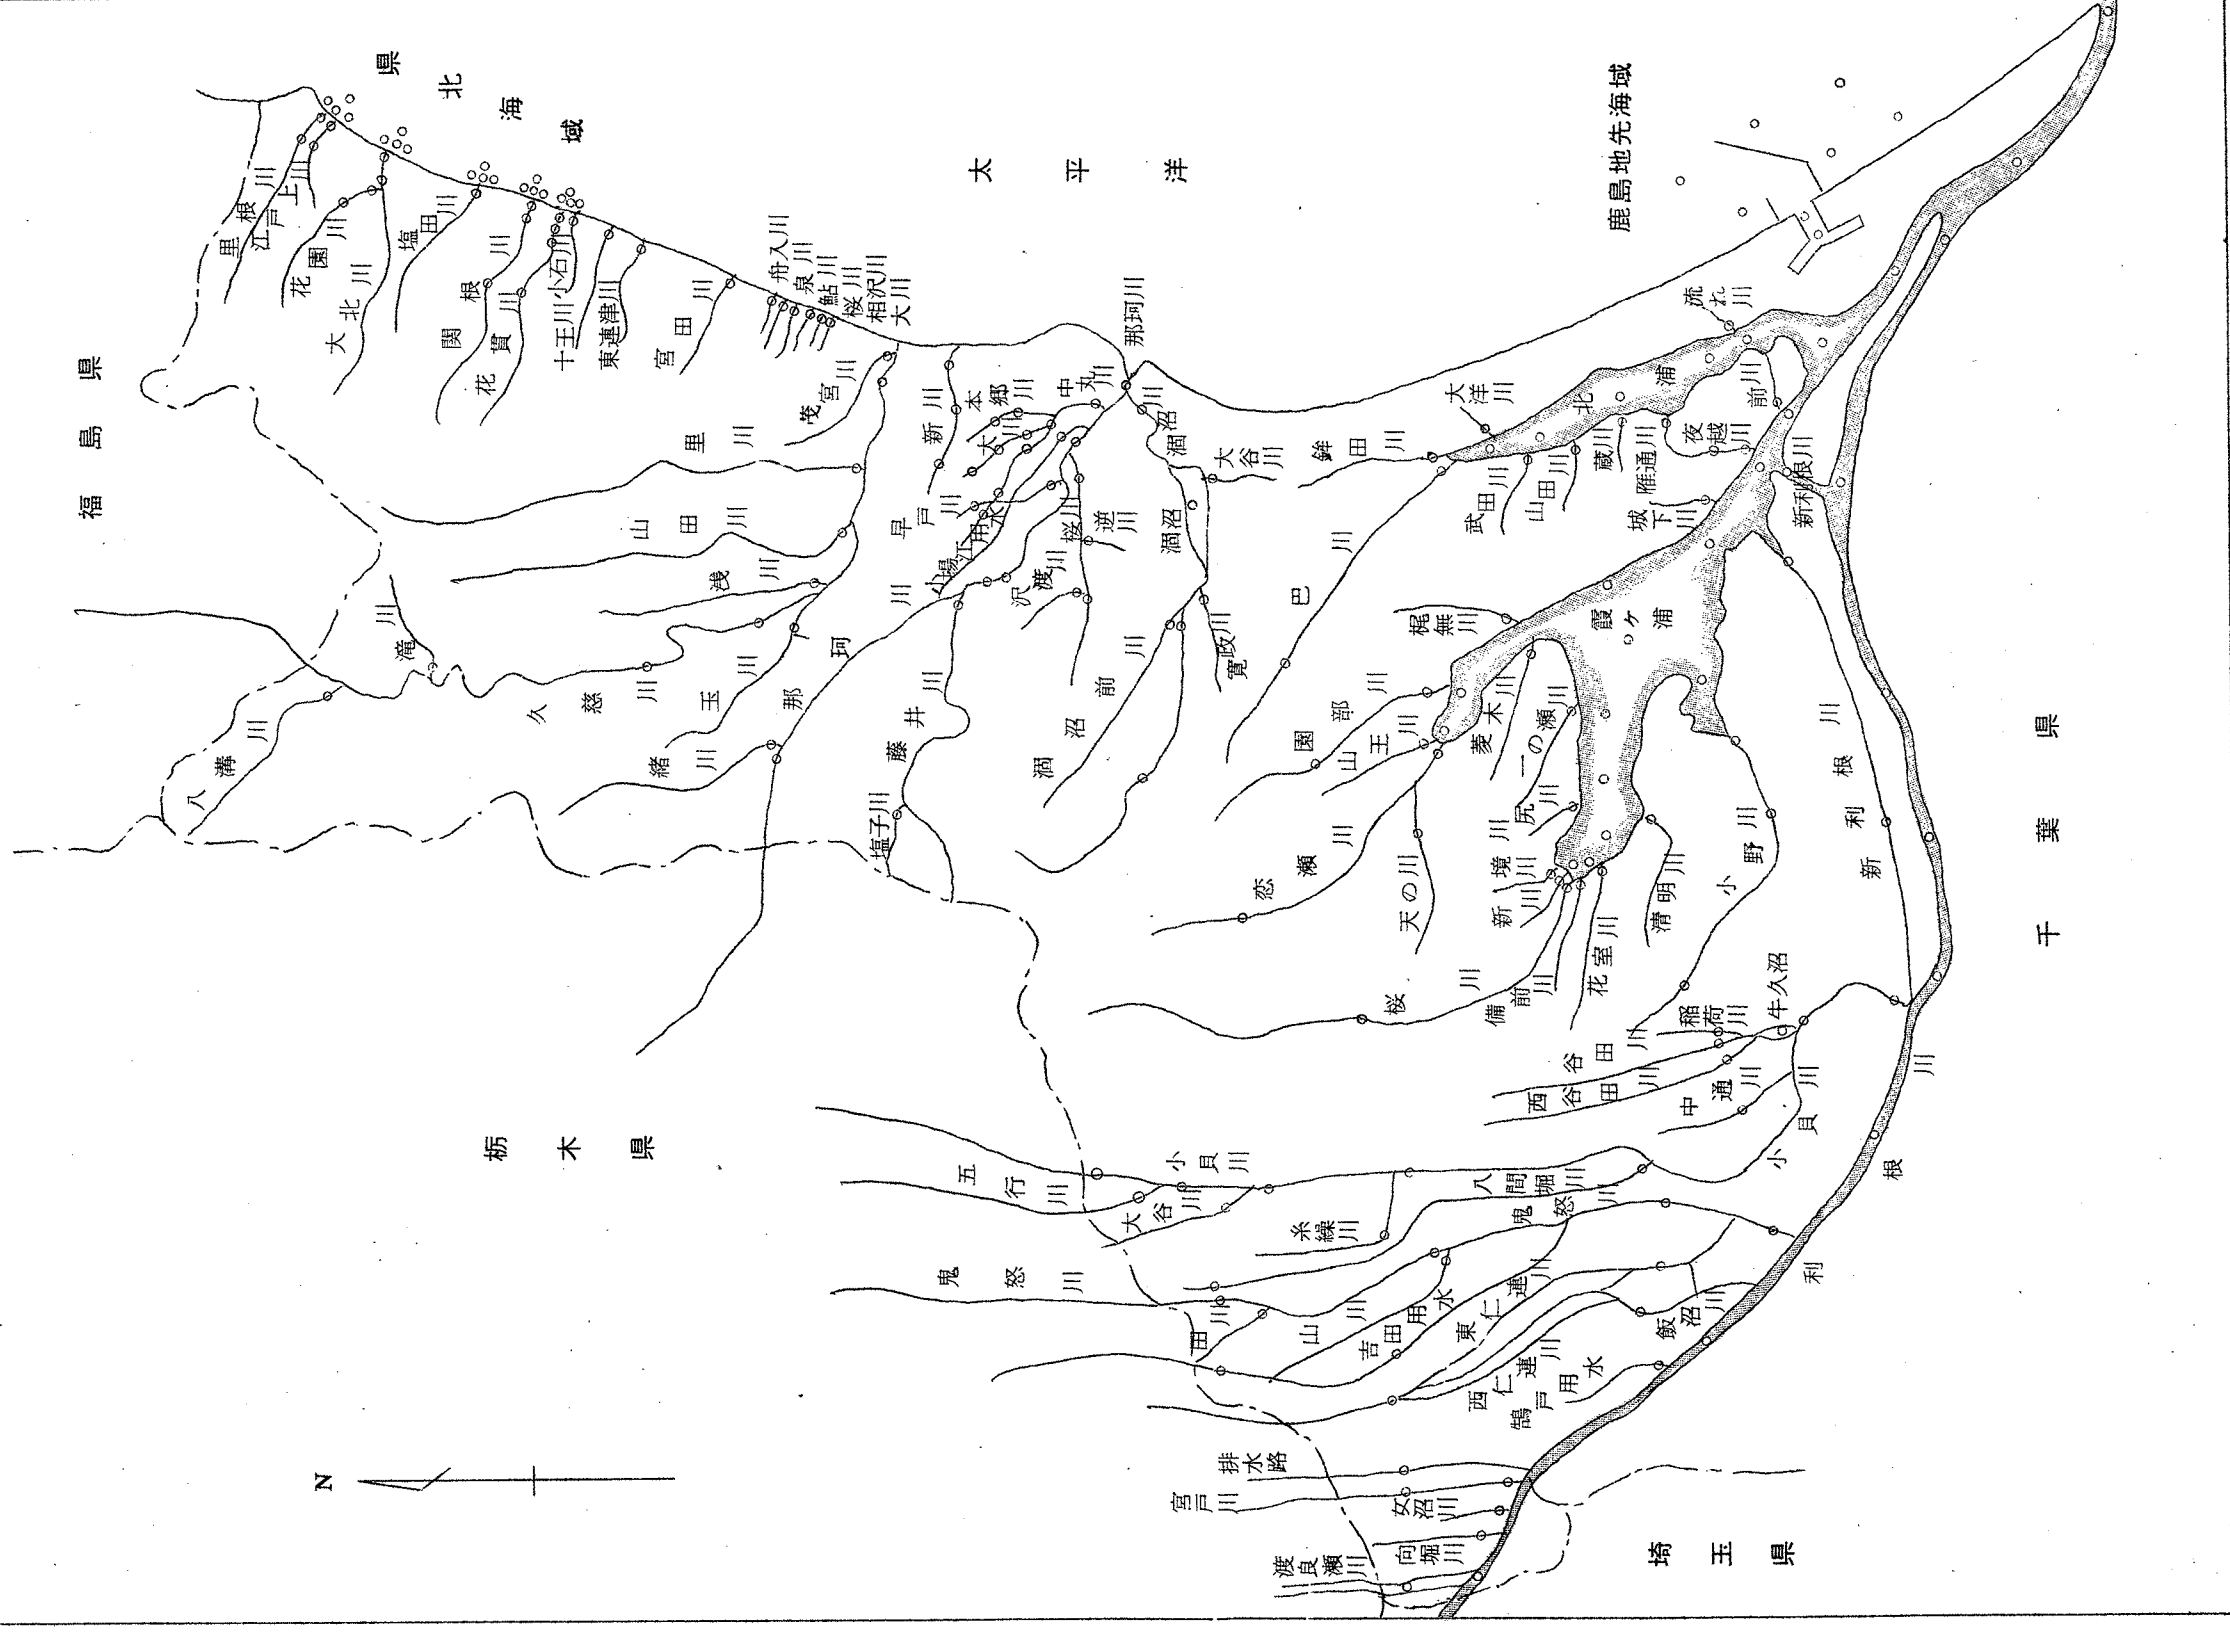 福島県
栃木県
埼玉県
千葉県
太平洋
県北海域
鹿島地先海域
N
里根川
江戸上川
花園川
大北川
塩田川
関根川
花貫川
小石川
十王川
東連津川
宮田川
舟入川
泉川
鮎川
桜川
相沢川
大川
茂宮川
里川
山田川
浅川
滝川
八溝川
久慈川
玉川
緒川
那珂川
新川
本郷川
大川
中丸川
早戸川
小場江用水
沢渡川
桜川
逆川
那珂川
涸沼川
大谷川
涸沼
寛政川
涸沼前川
藤井川
塩子川
鉾田川
巴川
大洋川
武田川
山田川
蔵川
雁通川
夜越川
城下川
前川
流れ川
北浦
新利根川
霞ヶ浦
梶無川
園部川
山王川
菱木川
一の瀬川
尻川
境川
新川
恋瀬川
天の川
桜川
備前川
花室川
清明川
小野川
新利根川
稲荷川
牛久沼
谷田川
西谷田川
中通川
小貝川
五行川
大谷川
小貝川
糸繰川
八間堀川
鬼怒川
鬼怒川
田川
山川
吉田用水
東仁連川
西仁連川
飯沼川
鵠戸用水
利根川
排水路
宮戸川
女沼川
向堀川
渡良瀬川